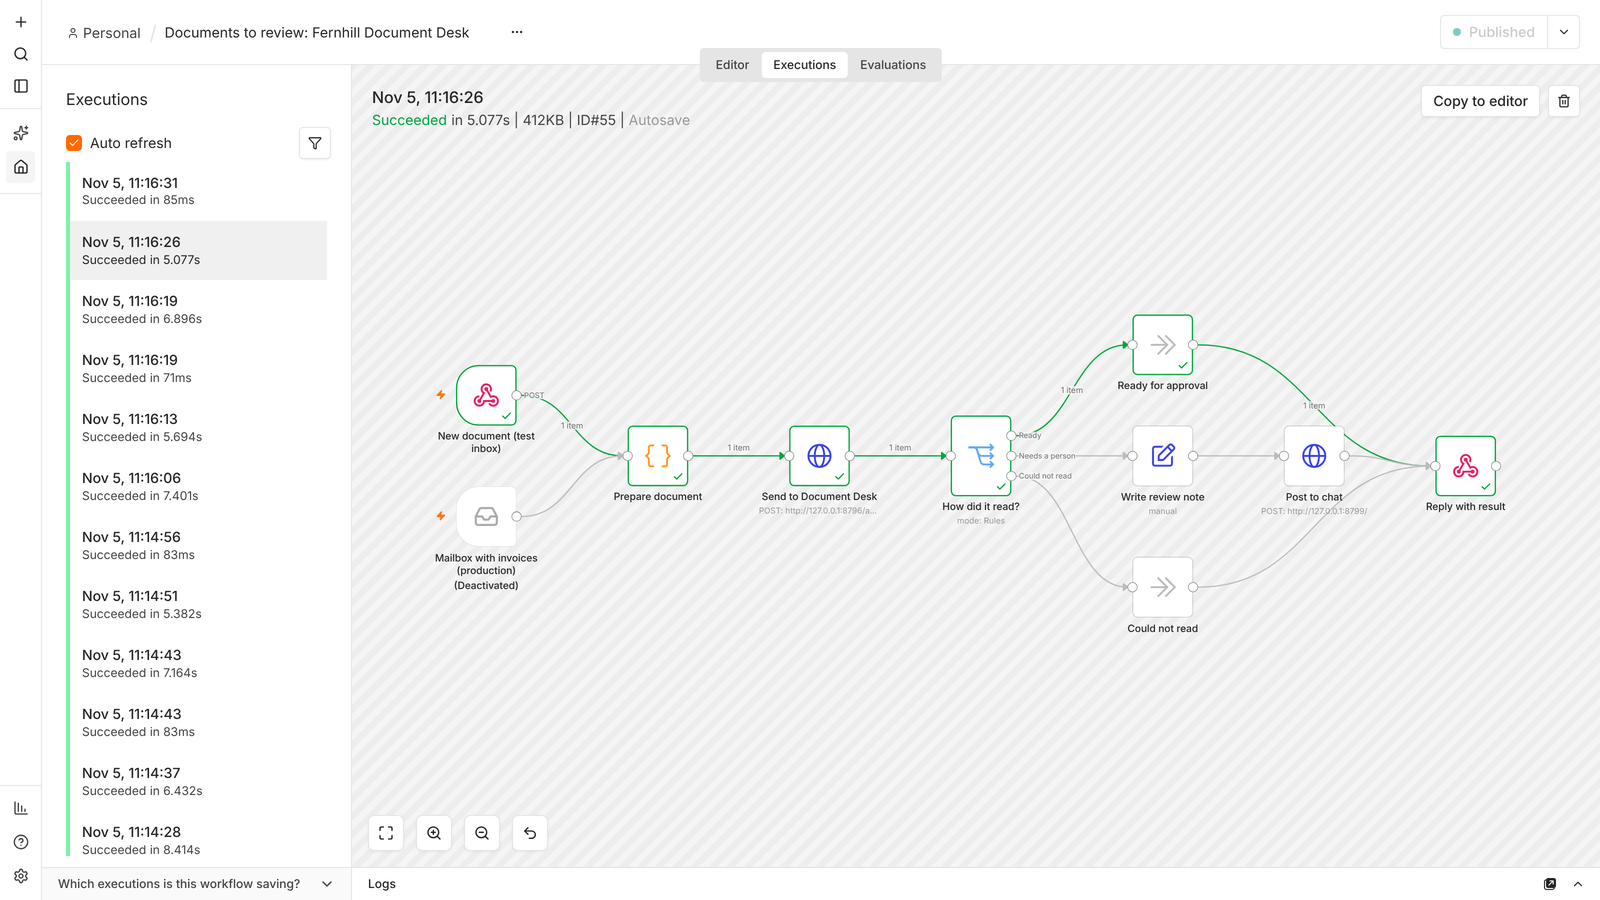 Personal / Documents to review: Fernhill Document Desk ...
Published
Editor Executions Evaluations
Executions
Auto refresh
Nov 5, 11:16:31
Succeeded in 85ms
Nov 5, 11:16:26
Succeeded in 5.077s
Nov 5, 11:16:19
Succeeded in 6.896s
Nov 5, 11:16:19
Succeeded in 71ms
Nov 5, 11:16:13
Succeeded in 5.694s
Nov 5, 11:16:06
Succeeded in 7.401s
Nov 5, 11:14:56
Succeeded in 83ms
Nov 5, 11:14:51
Succeeded in 5.382s
Nov 5, 11:14:43
Succeeded in 7.164s
Nov 5, 11:14:43
Succeeded in 83ms
Nov 5, 11:14:37
Succeeded in 6.432s
Nov 5, 11:14:28
Succeeded in 8.414s
Which executions is this workflow saving?
Nov 5, 11:16:26
Succeeded in 5.077s | 412KB | ID#55 | Autosave
Copy to editor
POST
1 item
New document (test
inbox)
Mailbox with invoices
(production)
(Deactivated)
Prepare document
1 item
Send to Document Desk
POST: http://127.0.0.1:8796/a...
1 item
How did it read?
mode: Rules
Ready
Needs a person
Could not read
1 item
Ready for approval
1 item
Write review note
manual
Post to chat
POST: http://127.0.0.1:8799/
Could not read
Reply with result
Logs